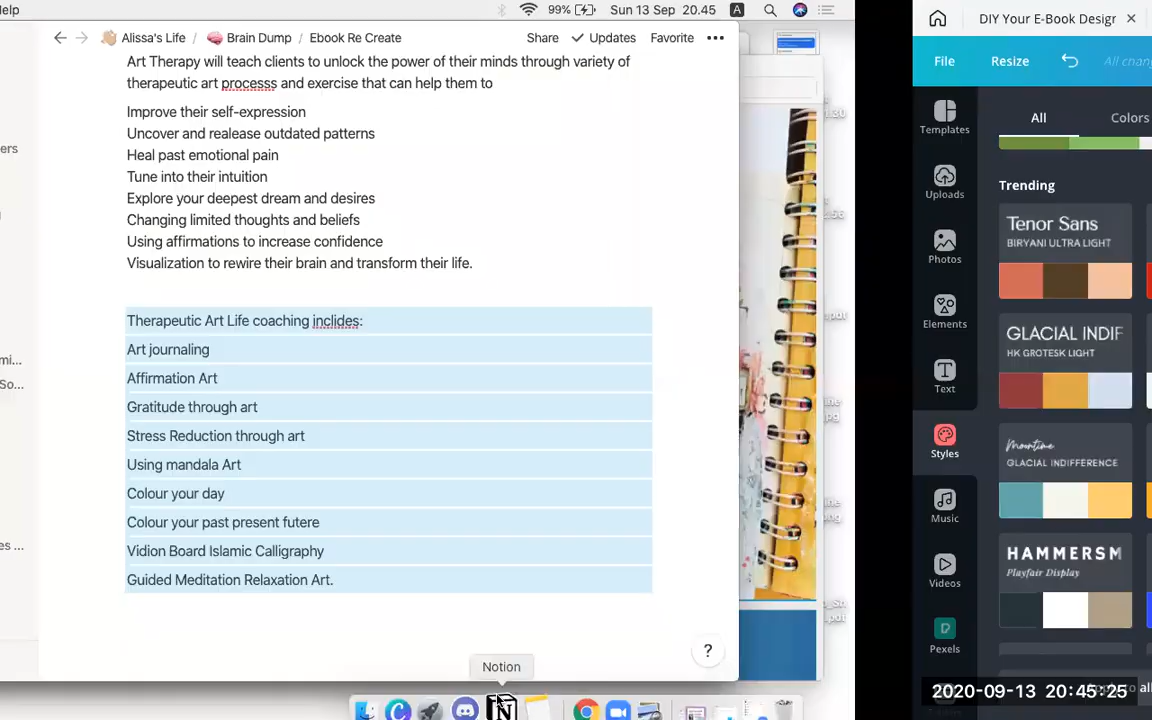 Help
99%
Sun 13 Sep 20.45
A
Alissa's Life / Brain Dump / Ebook Re Create
Share
Updates
Favorite
Art Therapy will teach clients to unlock the power of their minds through variety of
therapeutic art processs and exercise that can help them to
Improve their self-expression
Uncover and realease outdated patterns
Heal past emotional pain
Tune into their intuition
Explore your deepest dream and desires
Changing limited thoughts and beliefs
Using affirmations to increase confidence
Visualization to rewire their brain and transform their life.
Therapeutic Art Life coaching inclides:
Art journaling
Affirmation Art
Gratitude through art
Stress Reduction through art
Using mandala Art
Colour your day
Colour your past present futere
Vidion Board Islamic Calligraphy
Guided Meditation Relaxation Art.
?
Notion
ers
mi...
So...
es ...
DIY Your E-Book Design
File
Resize
All chan
Templates
Uploads
Photos
Elements
Text
Styles
Music
Videos
Pexels
All
Colors
Trending
Tenor Sans
BIRYANI ULTRA LIGHT
GLACIAL INDIF
HK GROTESK LIGHT
Moontime
GLACIAL INDIFFERENCE
HAMMERSM
Playfair Display
2020-09-13 20:45:25